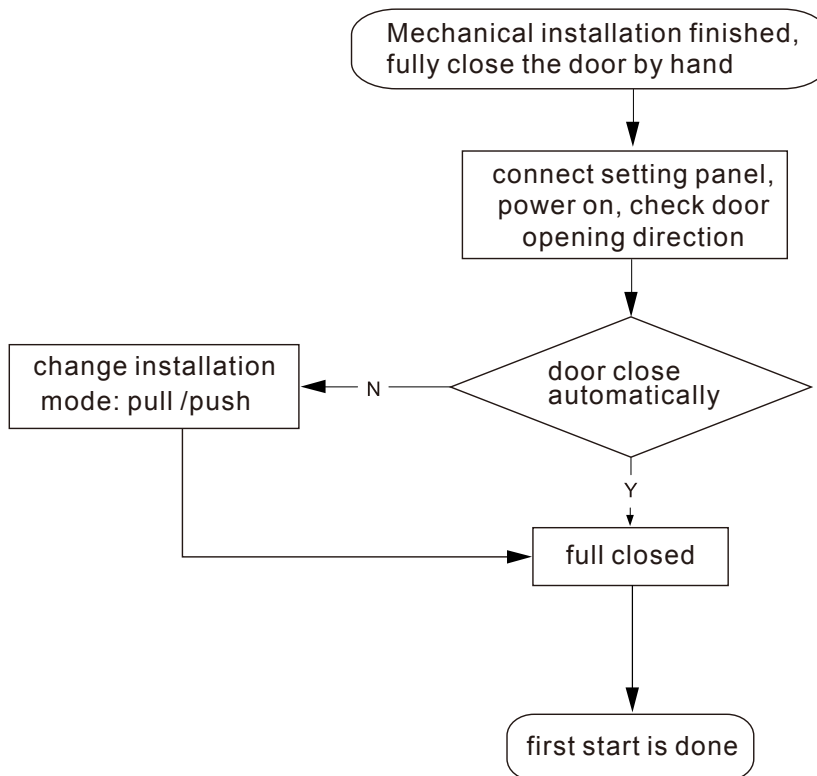 Mechanical installation finished,
fully close the door by hand
connect setting panel,
power on, check door
opening direction
door close
automatically
N
change installation
mode: pull /push
Y
full closed
first start is done